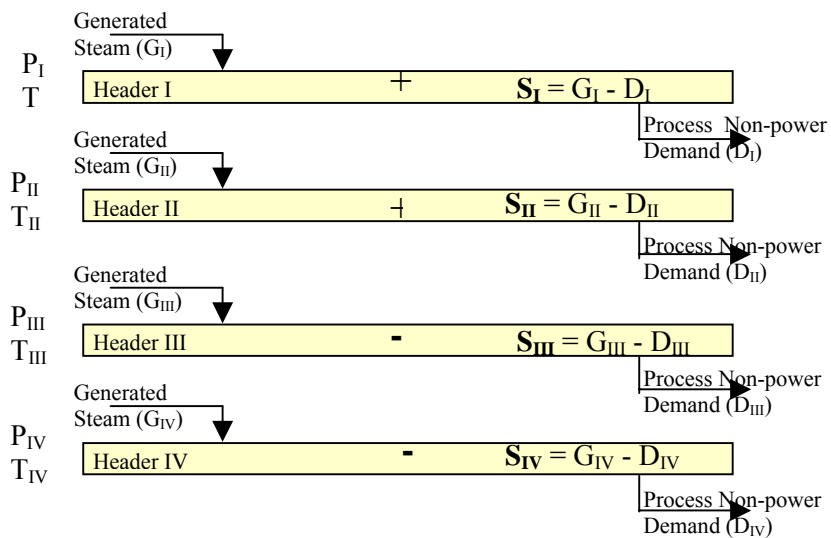 Generated
Steam (G_I)
P_I
T
Header I + S_I = G_I - D_I
Process Non-power
Demand (D_I)
Generated
Steam (G_II)
P_II
T_II
Header II + S_II = G_II - D_II
Process Non-power
Demand (D_II)
Generated
Steam (G_III)
P_III
T_III
Header III - S_III = G_III - D_III
Process Non-power
Demand (D_III)
Generated
Steam (G_IV)
P_IV
T_IV
Header IV - S_IV = G_IV - D_IV
Process Non-power
Demand (D_IV)